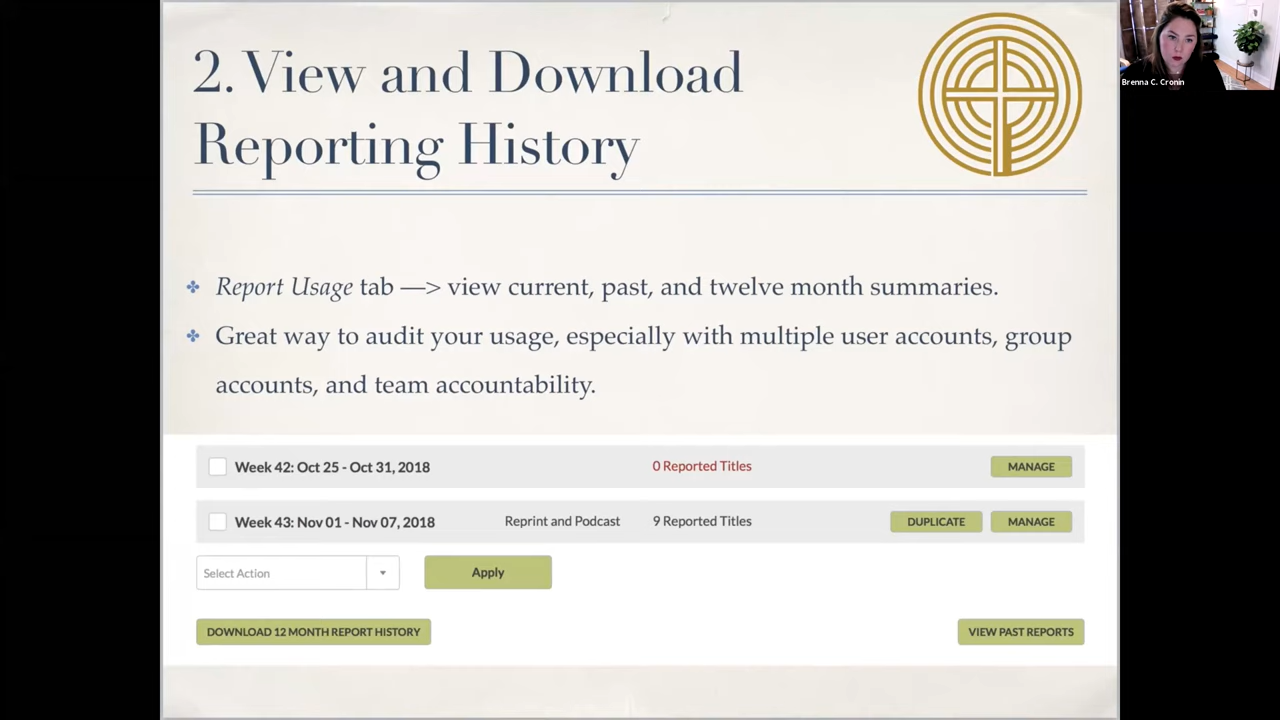 2. View and Download
Reporting History
Brenna C. Cronin
Report Usage tab —> view current, past, and twelve month summaries.
Great way to audit your usage, especially with multiple user accounts, group
accounts, and team accountability.
Week 42: Oct 25 - Oct 31, 2018 0 Reported Titles MANAGE
Week 43: Nov 01 - Nov 07, 2018 Reprint and Podcast 9 Reported Titles DUPLICATE MANAGE
Select Action Apply
DOWNLOAD 12 MONTH REPORT HISTORY VIEW PAST REPORTS